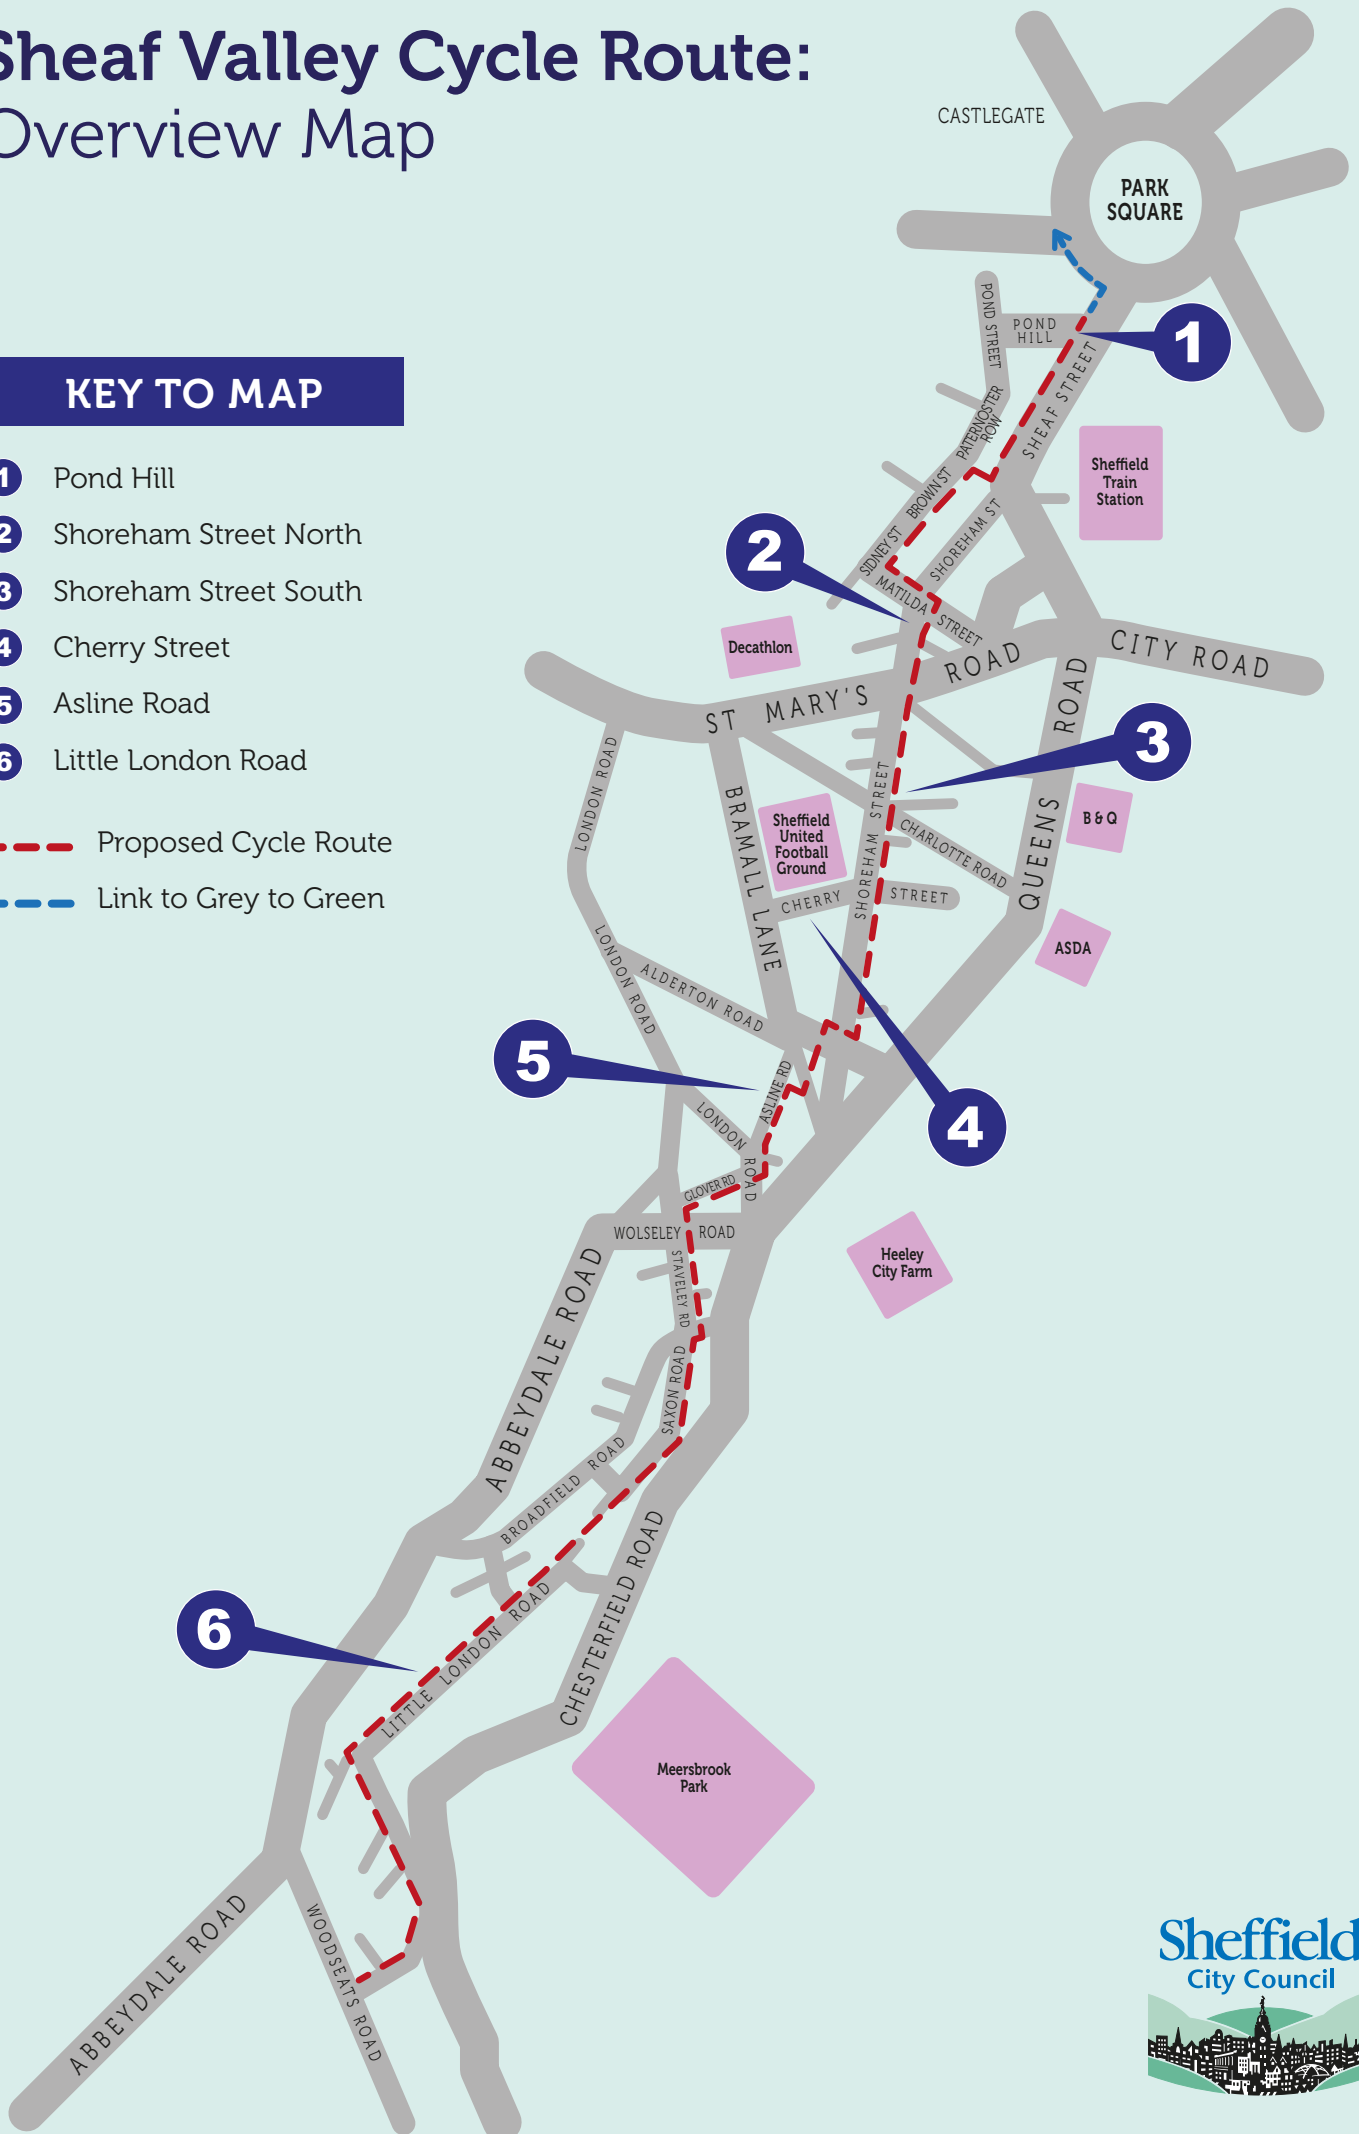 Sheaf Valley Cycle Route:
Overview Map
CASTLEGATE
PARK
SQUARE
POND STREET
POND
HILL
1
SHEAF STREET
KEY TO MAP
1 Pond Hill
2 Shoreham Street North
3 Shoreham Street South
4 Cherry Street
5 Asline Road
6 Little London Road
Proposed Cycle Route
Link to Grey to Green
PATERNOSTER
ROW
Sheffield
Train
Station
BROWN ST
SIDNEY ST
SHOREHAM ST
2
MATILDA STREET
Decathlon
ST MARY'S ROAD
CITY ROAD
QUEENS ROAD
3
LONDON ROAD
BRAMALL LANE
SHOREHAM STREET
B & Q
Sheffield
United
Football
Ground
CHARLOTTE ROAD
CHERRY STREET
ASDA
LONDON ROAD
ALDERTON ROAD
5
ASLINE RD
4
LONDON ROAD
GLOVER RD
WOLSELEY ROAD
Heeley
City Farm
STAVELEY RD
ABBEYDALE ROAD
SAXON ROAD
BROADFIELD ROAD
CHESTERFIELD ROAD
6
LITTLE LONDON ROAD
Meersbrook
Park
ABBEYDALE ROAD
WOODSEATS ROAD
Sheffield
City Council